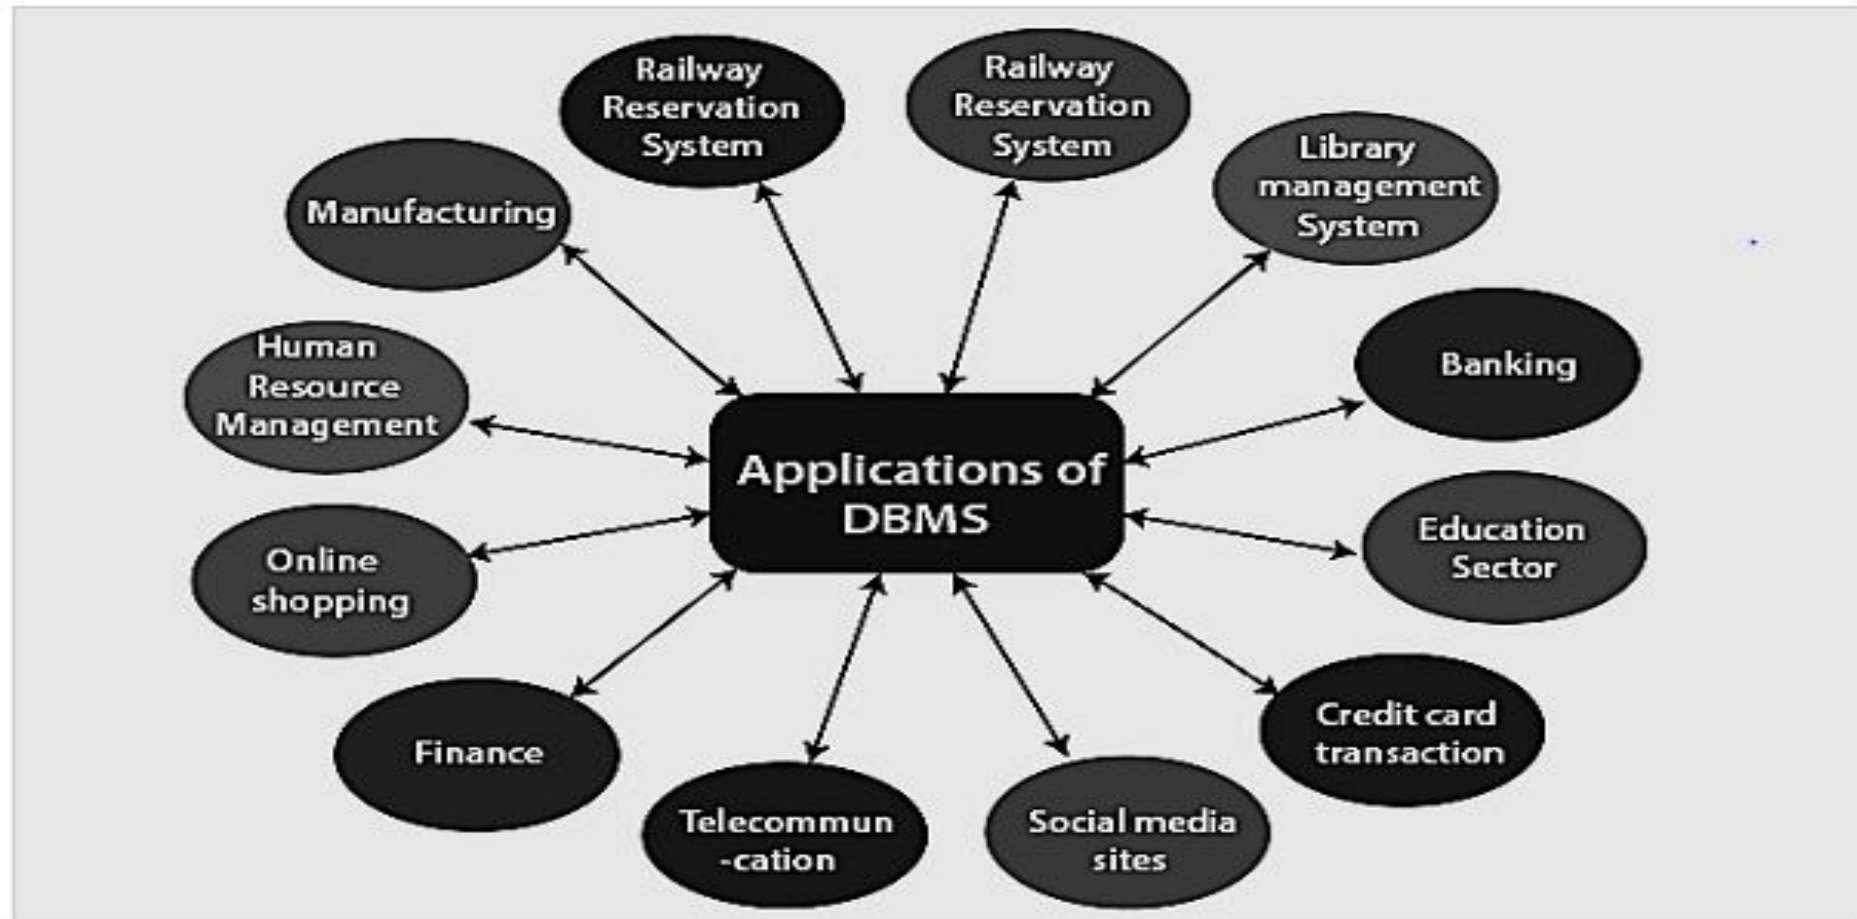 Railway
Reservation
System
Railway
Reservation
System
Library
management
System
Manufacturing
Banking
Human
Resource
Management
Applications of
DBMS
Education
Sector
Online
shopping
Finance
Credit card
transaction
Telecommun
-cation
Social media
sites